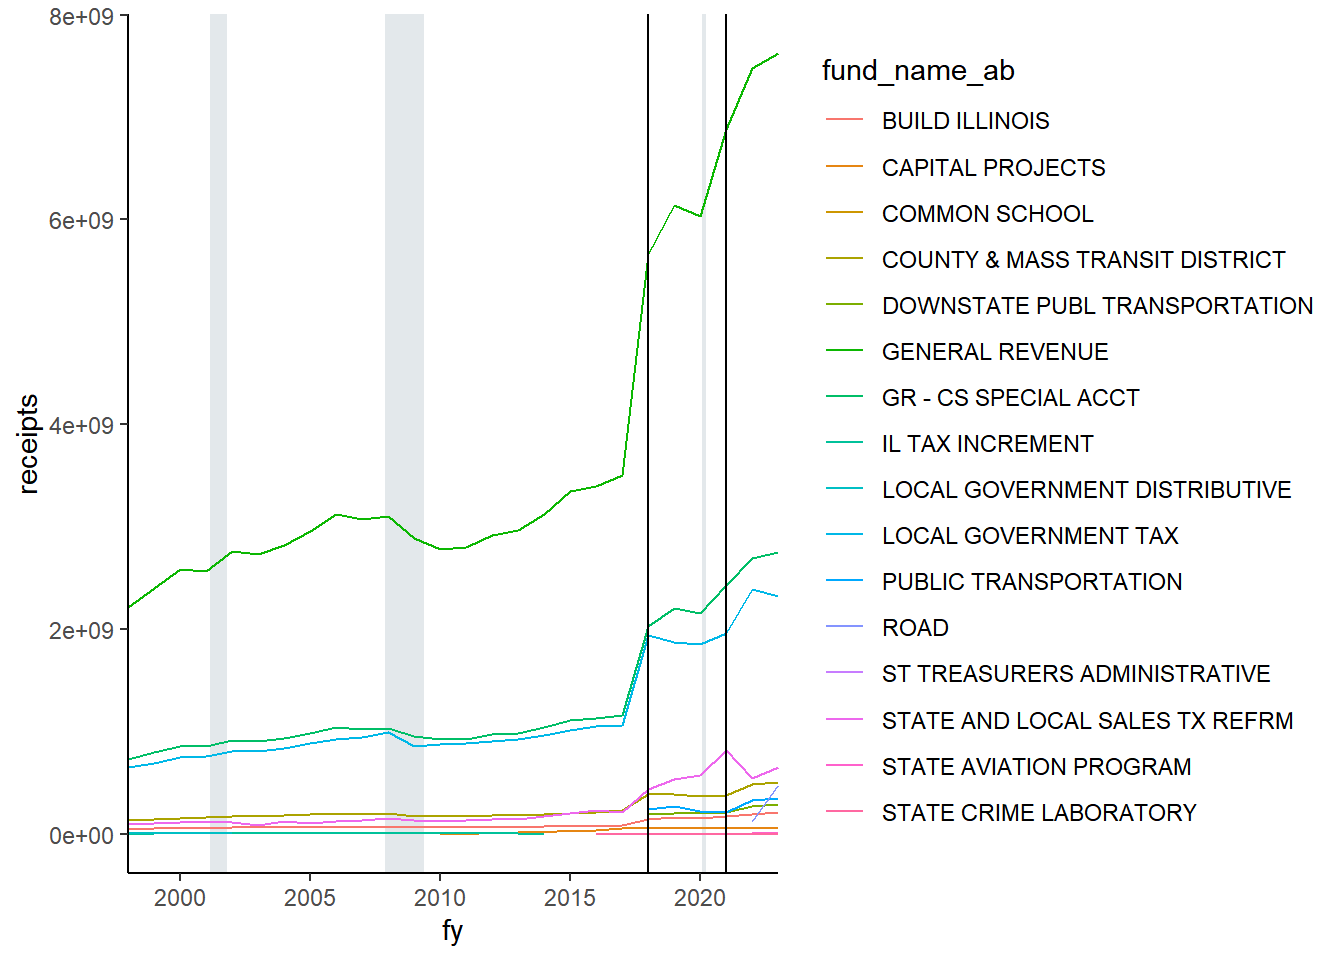 8e+09
6e+09
4e+09
2e+09
0e+00
receipts
2000 2005 2010 2015 2020
fy
fund_name_ab
BUILD ILLINOIS
CAPITAL PROJECTS
COMMON SCHOOL
COUNTY & MASS TRANSIT DISTRICT
DOWNSTATE PUBL TRANSPORTATION
GENERAL REVENUE
GR - CS SPECIAL ACCT
IL TAX INCREMENT
LOCAL GOVERNMENT DISTRIBUTIVE
LOCAL GOVERNMENT TAX
PUBLIC TRANSPORTATION
ROAD
ST TREASURERS ADMINISTRATIVE
STATE AND LOCAL SALES TX REFRM
STATE AVIATION PROGRAM
STATE CRIME LABORATORY